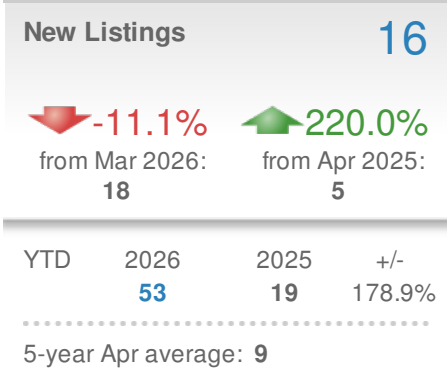 New Listings 16
-11.1% 220.0%
from Mar 2026: from Apr 2025:
18 5
YTD 2026 2025 +/-
53 19 178.9%
5-year Apr average: 9